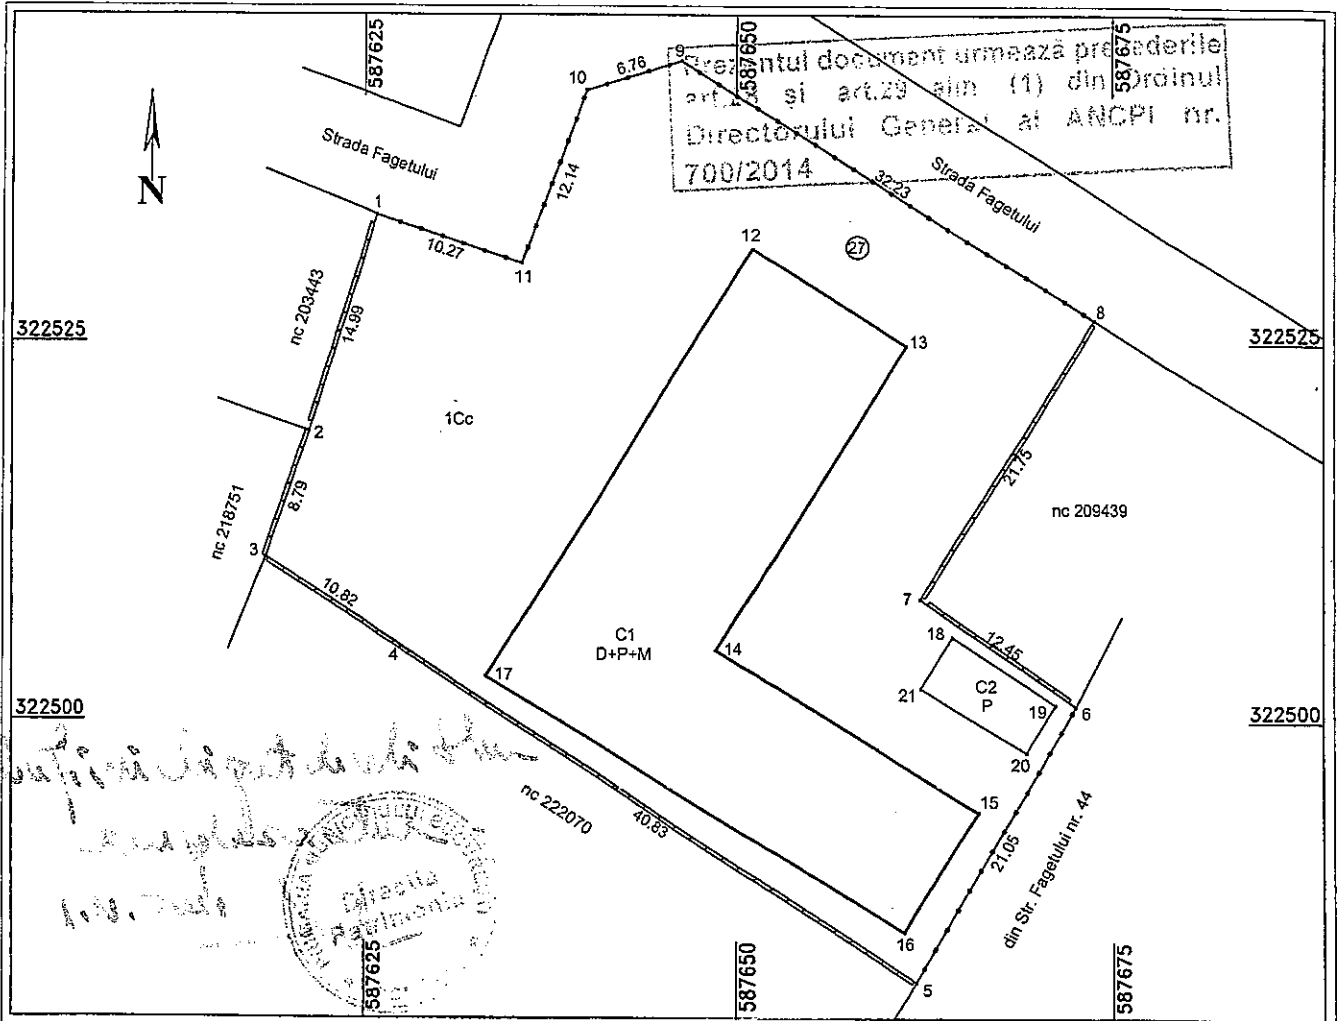 587625
587650
587675
9
6.76
10
Prezentul document urmează prevederile
art.28 și art.29 alin (1) din Ordinul
Directorului General al ANCPI nr.
700/2014
N
Strada Fagetului
12.14
32.23
Strada Fagetului
1
10.27
11
12
27
8
nc 203443
14.99
322525
322525
13
1Cc
2
21.75
nc 209439
8.79
nc 218751
3
10.82
7
12.45
18
C1
D+P+M
14
4
17
C2
P
21
19
6
322500
322500
20
15
nc 222070
40.83
21.05
din Str. Fagetului nr. 44
Directia
Patrimoniu
16
5
587625
587650
587675